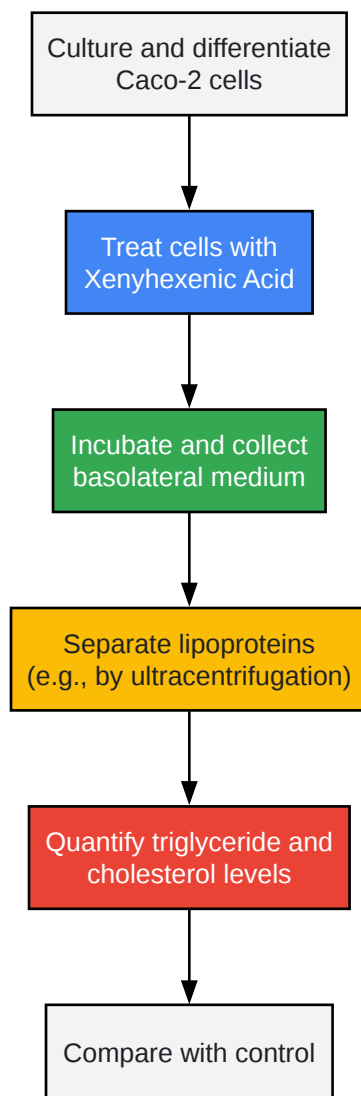 Culture and differentiate
Caco-2 cells
Treat cells with
Xenyhexenic Acid
Incubate and collect
basolateral medium
Separate lipoproteins
(e.g., by ultracentrifugation)
Quantify triglyceride and
cholesterol levels
Compare with control